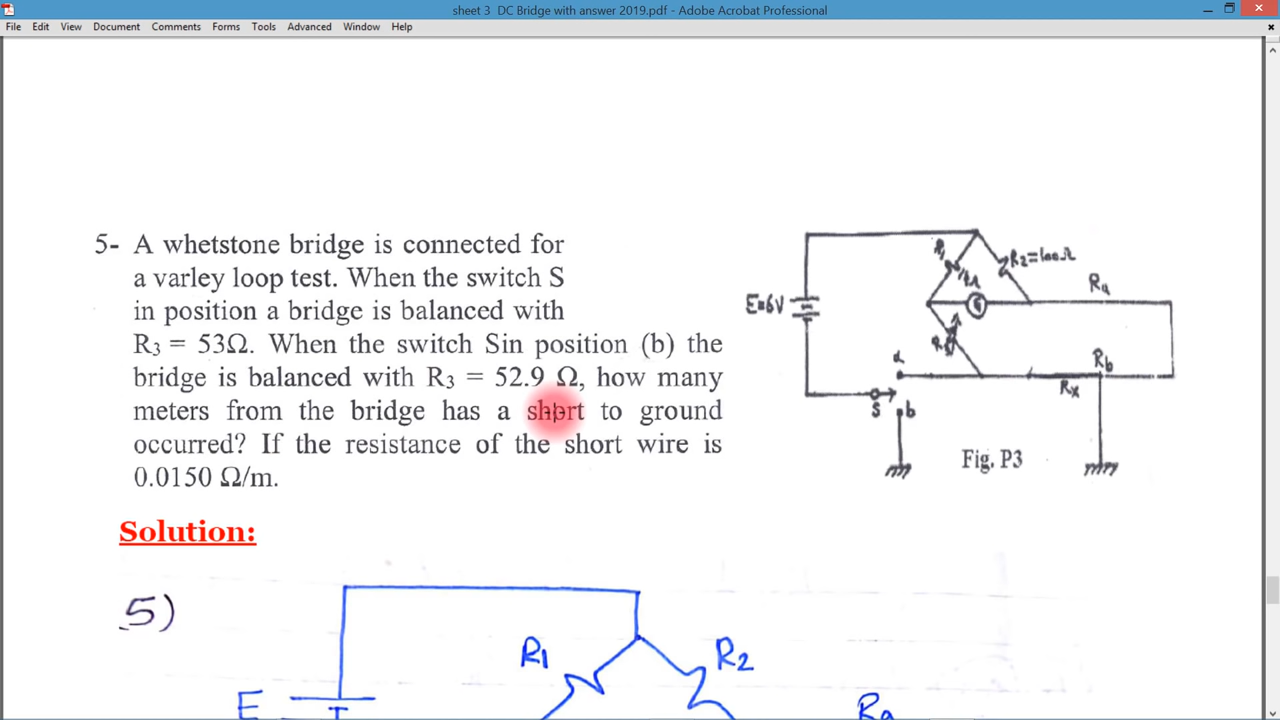 sheet 3 DC Bridge with answer 2019.pdf - Adobe Acrobat Professional
File Edit View Document Comments Forms Tools Advanced Window Help
5- A whetstone bridge is connected for
a varley loop test. When the switch S
in position a bridge is balanced with
R3 = 53Ω. When the switch Sin position (b) the
bridge is balanced with R3 = 52.9 Ω, how many
meters from the bridge has a short to ground
occurred? If the resistance of the short wire is
0.0150 Ω/m.
E=6V
R1
R2=100Ω
Ra
G
a
Rb
Rx
S
b
Fig. P3
Solution:
5)
R1
R2
E
Ra